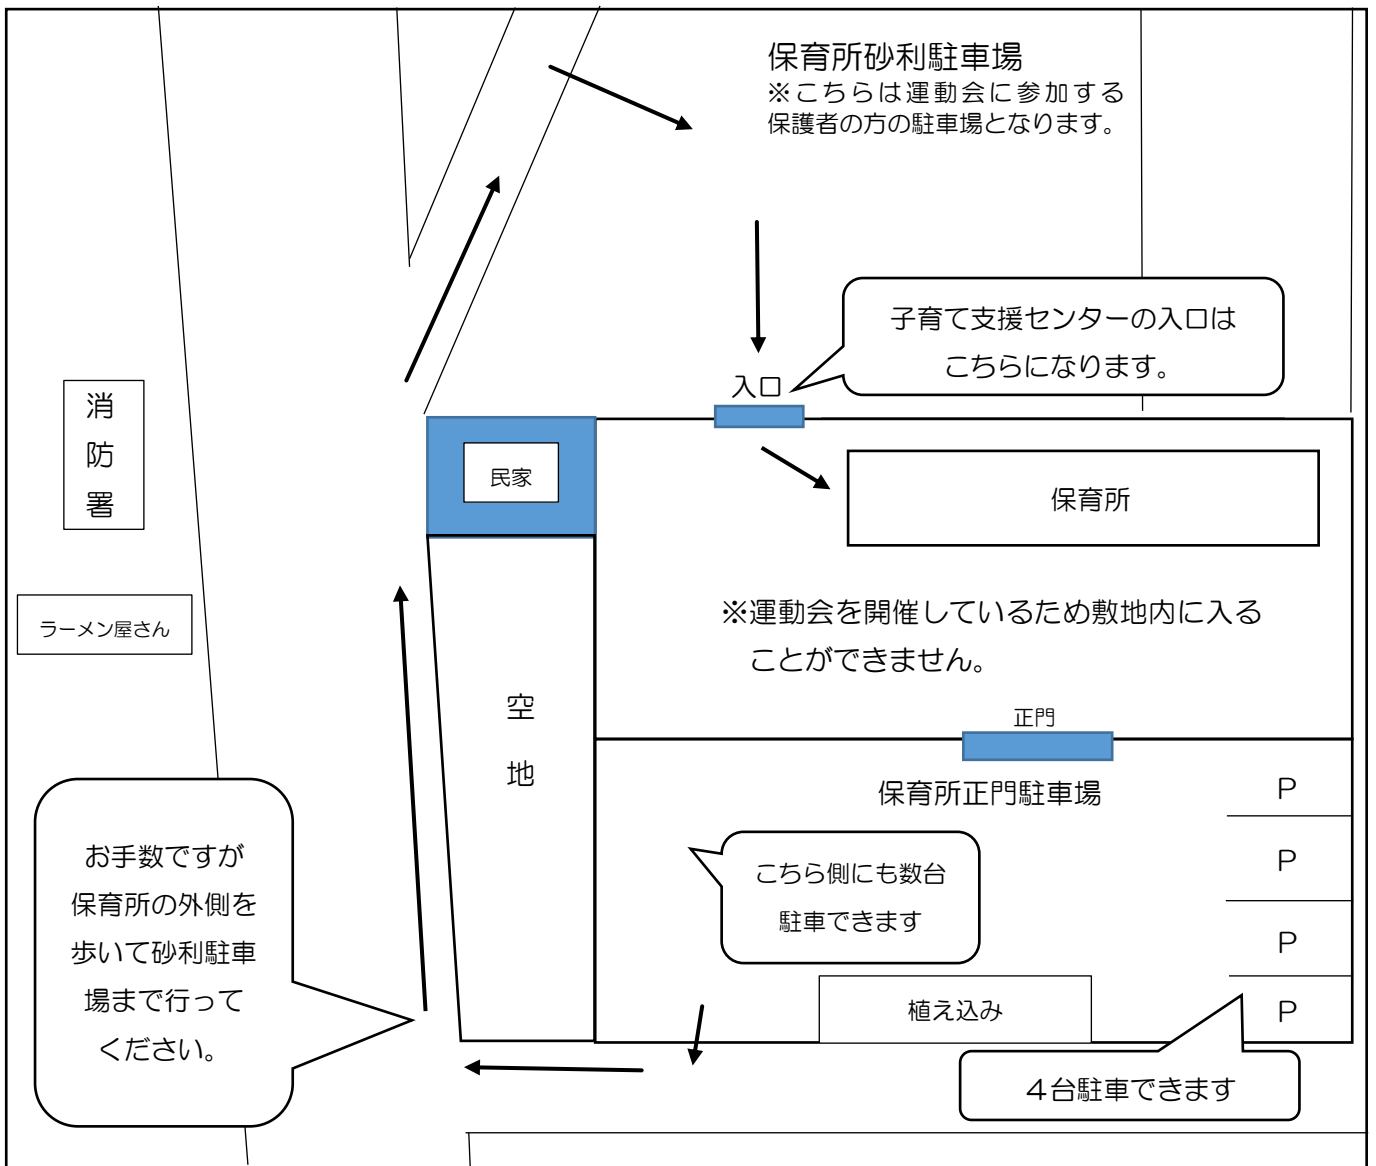 保育所砂利駐車場
※こちらは運動会に参加する
保護者の方の駐車場となります。
子育て支援センターの入口は
こちらになります。
入口
消
防
署
民家
保育所
ラーメン屋さん
※運動会を開催しているため敷地内に入る
ことができません。
空
地
正門
保育所正門駐車場
P
P
P
P
こちら側にも数台
駐車できます
お手数ですが
保育所の外側を
歩いて砂利駐車
場まで行って
ください。
植え込み
４台駐車できます